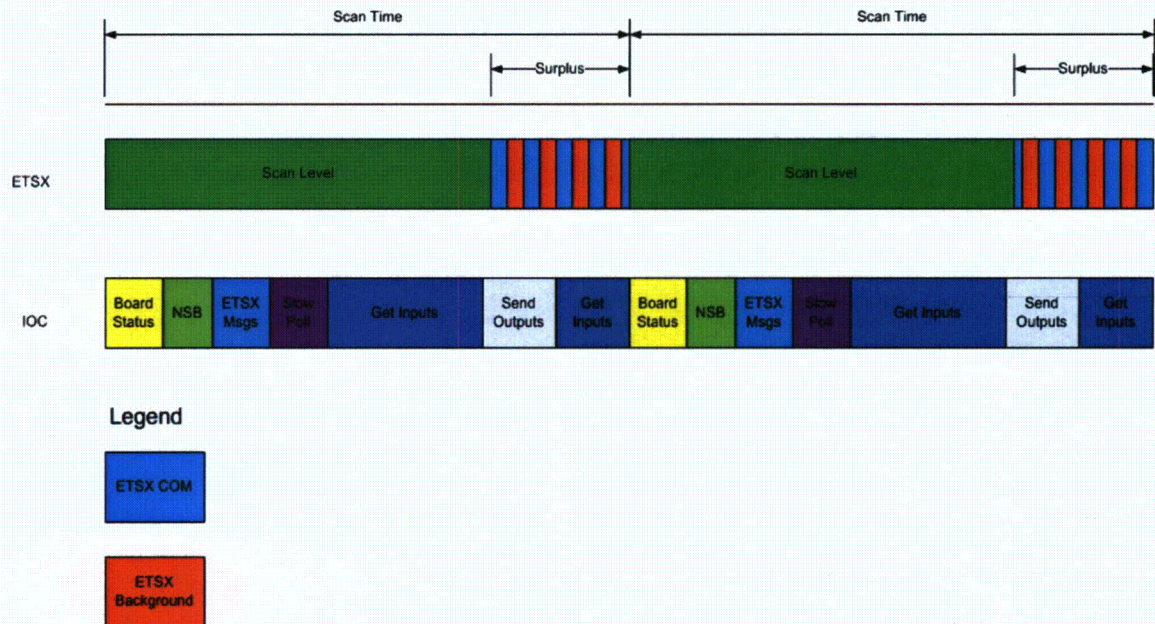 Scan Time
Scan Time
Surplus
Surplus
ETSX
Scan Level
Scan Level
IOC
Board
Status
NSB
ETSX
Msgs
Slow
Poll
Get Inputs
Send
Outputs
Get
Inputs
Board
Status
NSB
ETSX
Msgs
Slow
Poll
Get Inputs
Send
Outputs
Get
Inputs
Legend
ETSX COM
ETSX
Background